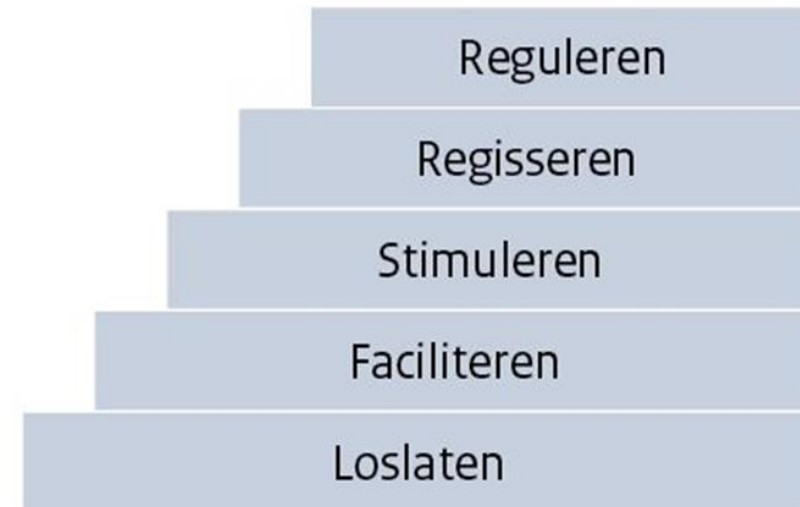 Reguleren
Regisseren
Stimuleren
Faciliteren
Loslaten